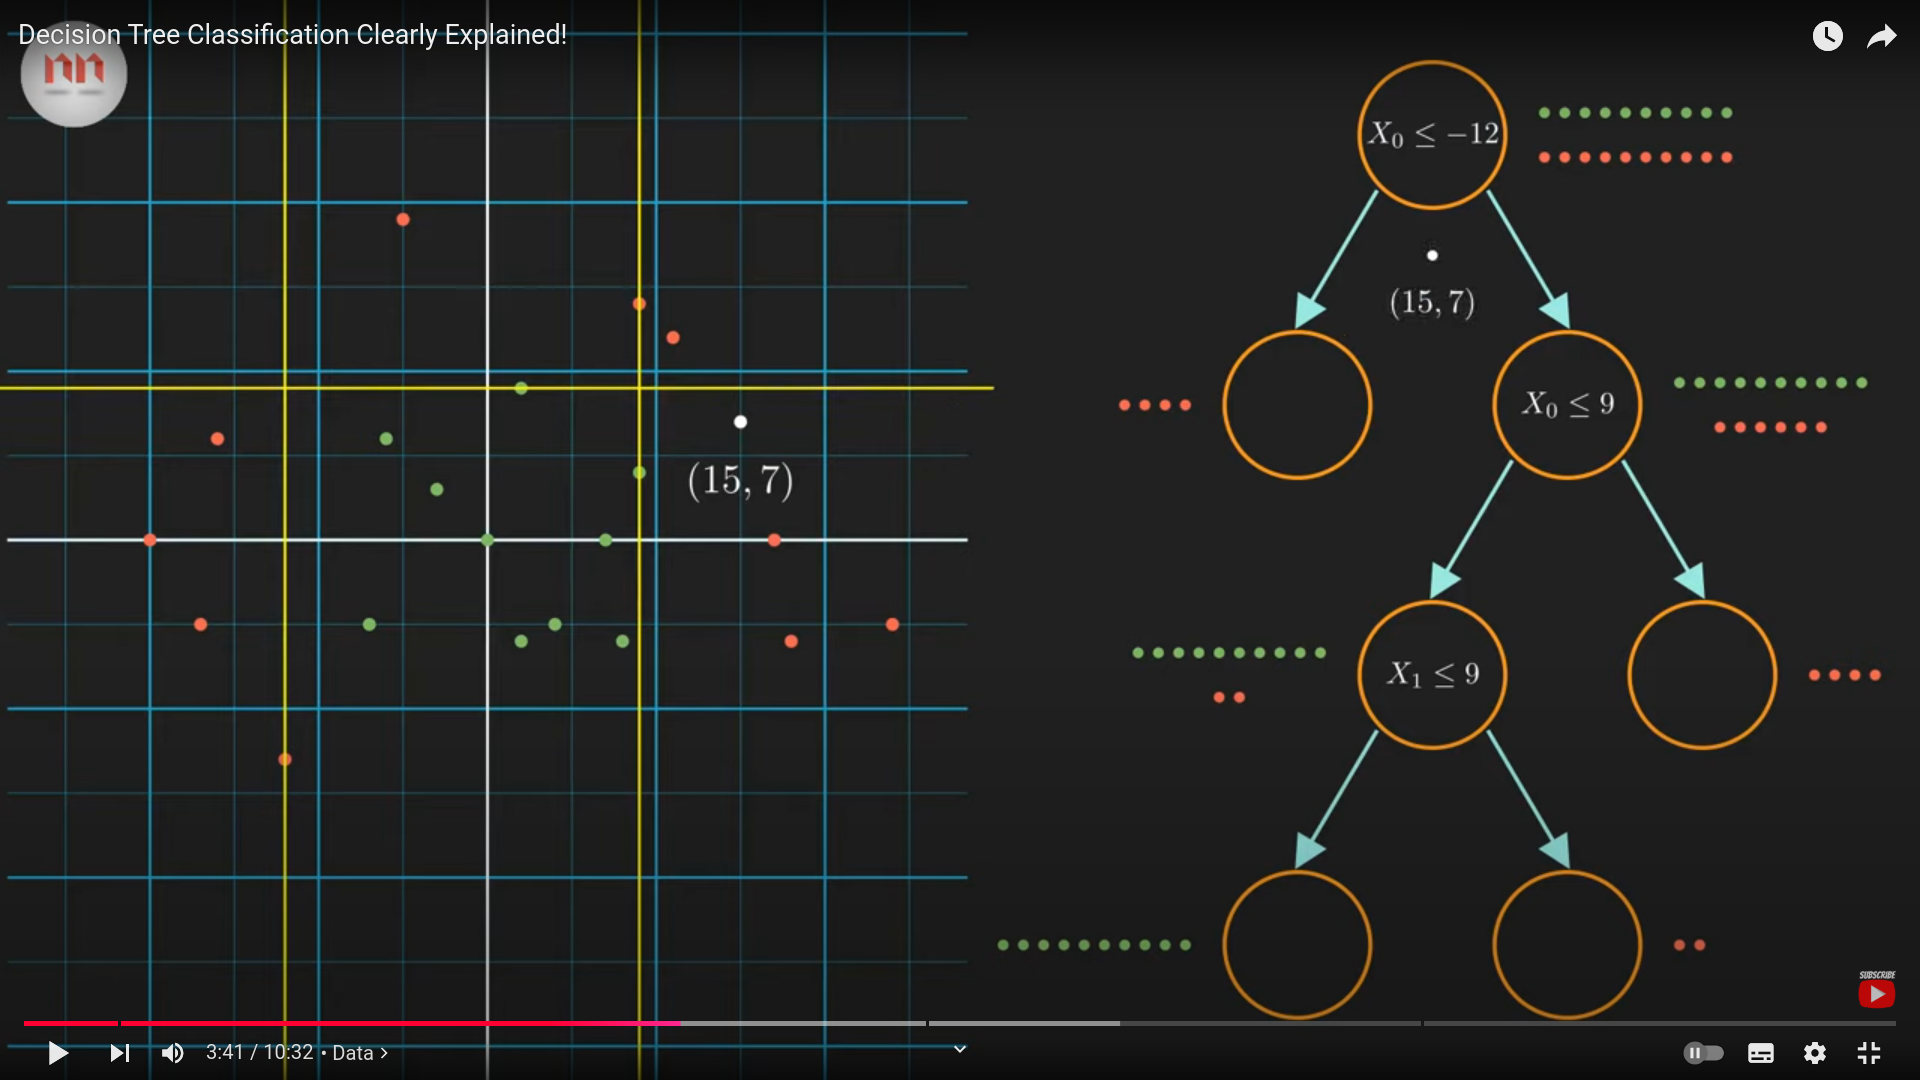 Decision Tree Classification Clearly Explained!
nn
X₀ ≤ −12
(15, 7)
X₀ ≤ 9
(15, 7)
X₁ ≤ 9
SUBSCRIBE
3:41 / 10:32 • Data ›